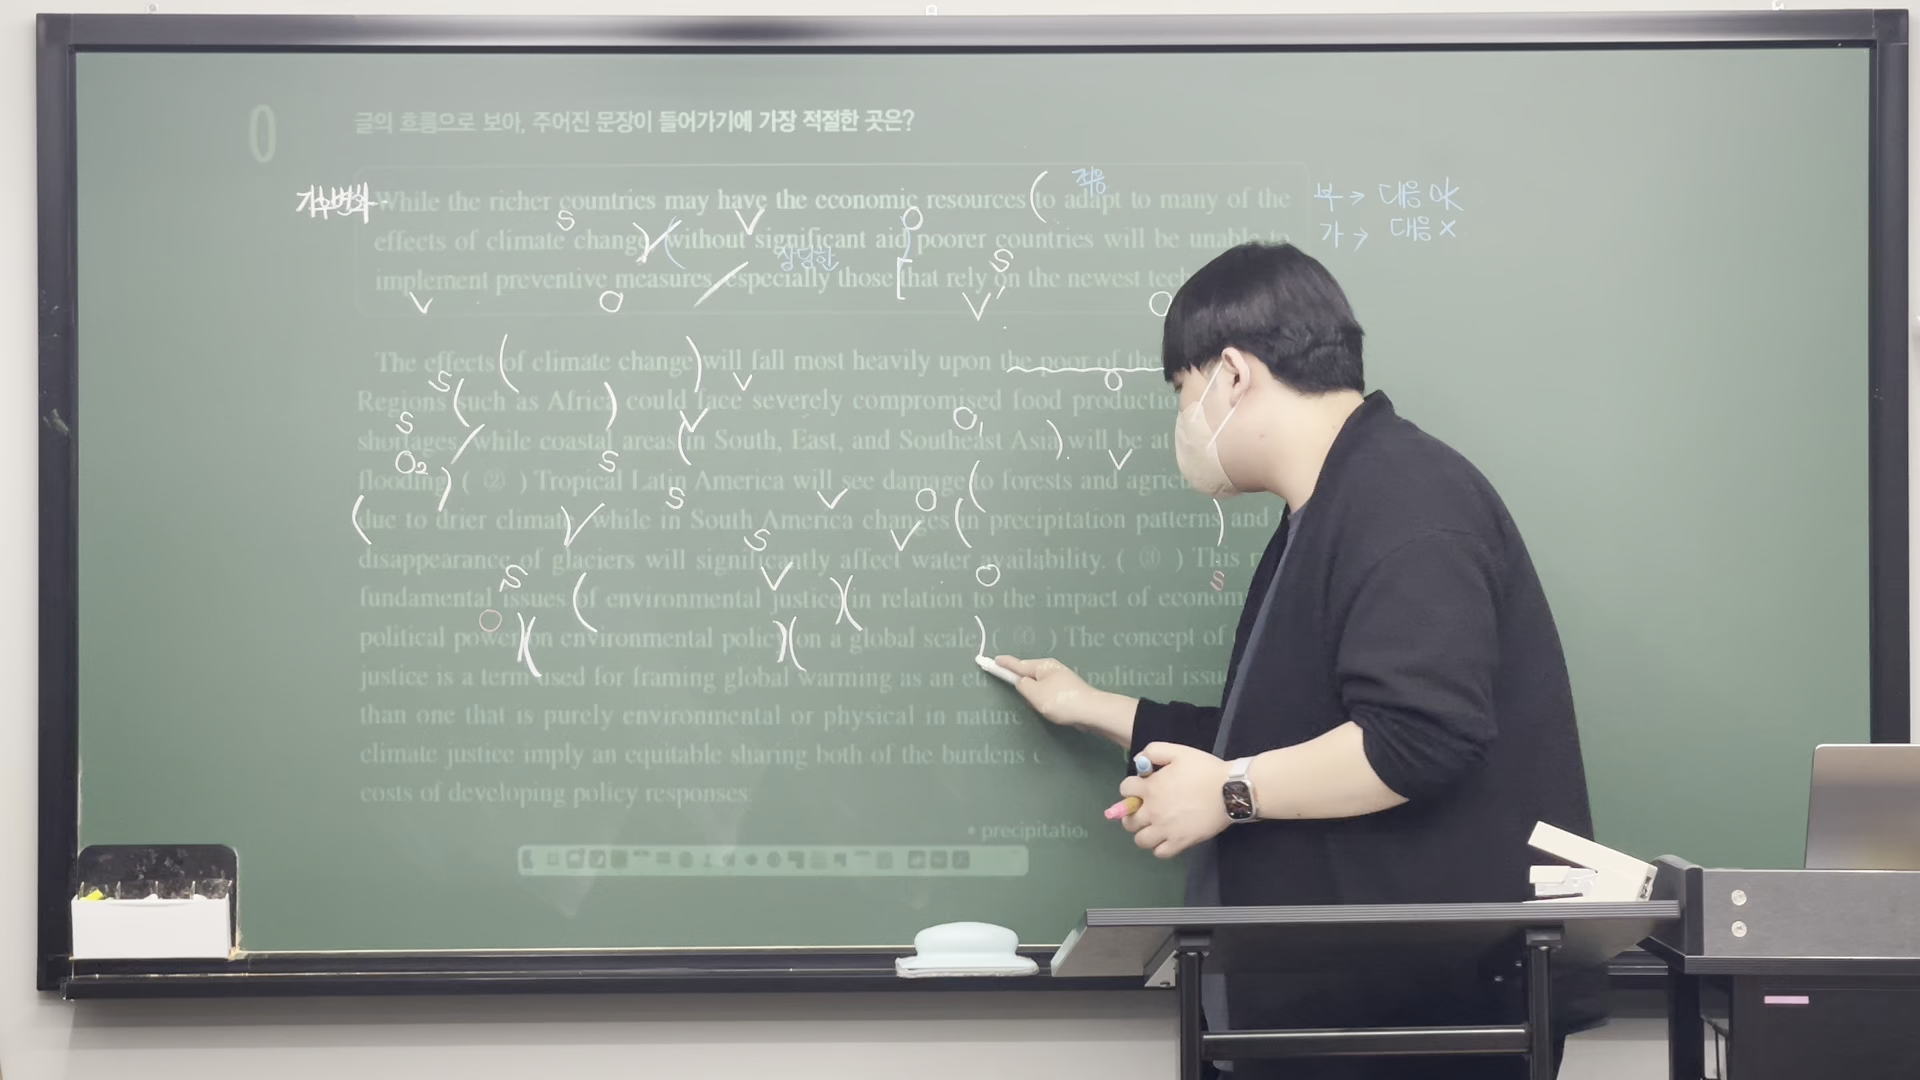 0
글의 흐름으로 보아, 주어진 문장이 들어가기에 가장 적절한 곳은?
적응
기후변화
While the richer countries may have the economic resources to adapt to many of the
부 → 대응 OK
S V O
effects of climate change, without significant aid poorer countries will be unable to
가 → 대응 X
상당한 S
implement preventive measures, especially those that rely on the newest
V O V' O
The effects of climate change will fall most heavily upon the poor of the
S V O
Regions such as Africa could face severely compromised food production
S V O1
shortages, while coastal areas in South, East, and Southeast Asia will be at
O2 S V
flooding. ( ② ) Tropical Latin America will see damage to forests and
S V O
due to drier climate, while in South America changes in precipitation patterns and
S V
disappearance of glaciers will significantly affect water availability. ( ③ ) This
S V O S
fundamental issues of environmental justice in relation to the impact of
O
political power on environmental policy on a global scale. ( ④ ) The concept of
justice is a term used for framing global warming as an political
than one that is purely environmental or physical in nature
climate justice imply an equitable sharing both of the burdens
costs of developing policy responses.